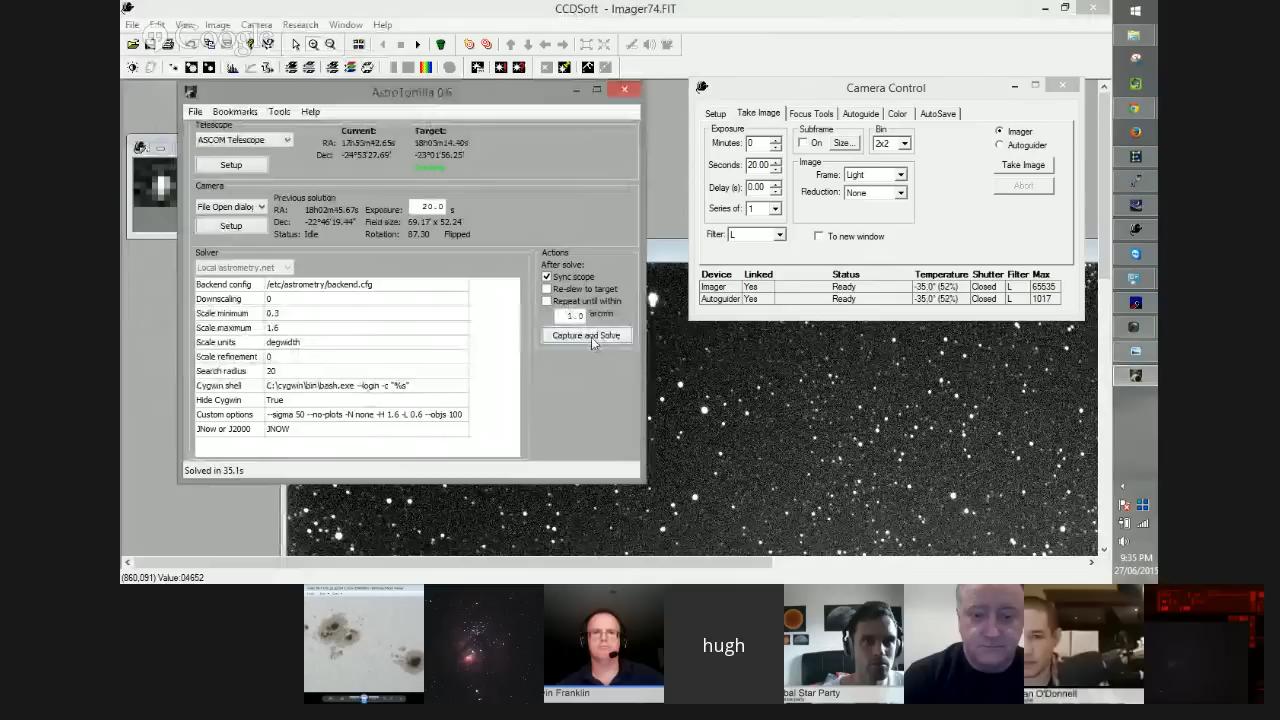 CCDSoft - Imager74.FIT
File Edit View Image Camera Research Window Help
Google
AstroTortilla 0.6
File Bookmarks Tools Help
Telescope
ASCOM Telescope
Setup
Current: Target:
RA: 17h55m42.65s 18h03m14.40s
Dec: -24°53'27.69" -23°01'56.25"
Camera
File Open dialog
Setup
Previous solution
RA: 18h02m45.67s Exposure: 20.0 s
Dec: -22°46'19.44" Field size: 69.17' x 52.24'
Status: Idle Rotation: 87.30 Flipped
Solver
Local astrometry.net
Backend config /etc/astrometry/backend.cfg
Downscaling 0
Scale minimum 0.3
Scale maximum 1.6
Scale units degwidth
Scale refinement 0
Search radius 20
Cygwin shell C:\cygwin\bin\bash.exe --login -c "%s"
Hide Cygwin True
Custom options --sigma 50 --no-plots -N none -H 1.6 -L 0.6 --objs 100
JNow or J2000 JNOW
Actions
After solve:
Sync scope
Re-slew to target
Repeat until within
1.0 arcmin
Capture and Solve
Solved in 35.1s
Camera Control
Setup Take Image Focus Tools Autoguide Color AutoSave
Exposure
Minutes: 0
Seconds: 20.00
Delay (s): 0.00
Series of: 1
Filter: L
Subframe
On Size...
Bin
2x2
Image
Frame: Light
Reduction: None
To new window
Imager
Autoguider
Take Image
Abort
Device Linked Status Temperature Shutter Filter Max
Imager Yes Ready -35.0° (52%) Closed L 65535
Autoguider Yes Ready -35.0° (52%) Closed L 1017
(860,091) Value:04652
9:35 PM
27/06/2015
vin Franklin
hugh
bal Star Party
an O'Donnell